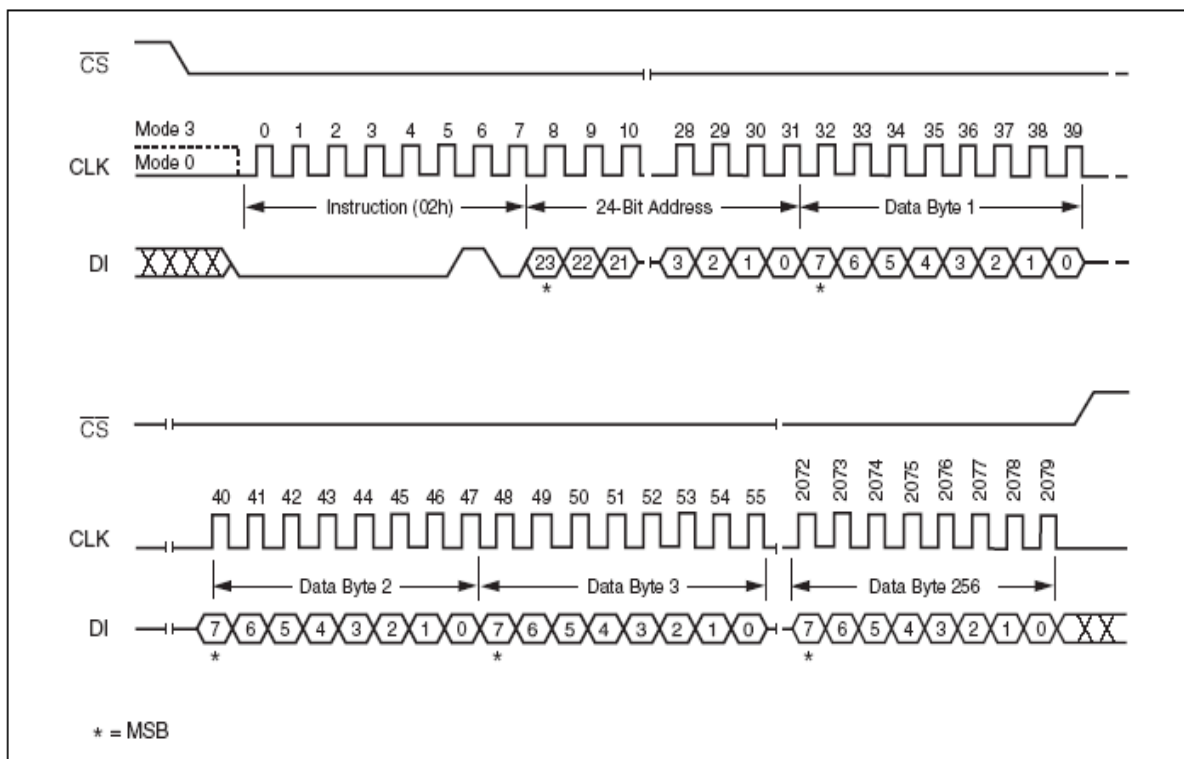 CS
Mode 3
0 1 2 3 4 5 6 7 8 9 10 28 29 30 31 32 33 34 35 36 37 38 39
CLK
Mode 0
Instruction (02h) 24-Bit Address Data Byte 1
DI 23 22 21 3 2 1 0 7 6 5 4 3 2 1 0
* *
CS
2072 2073 2074 2075 2076 2077 2078 2079
40 41 42 43 44 45 46 47 48 49 50 51 52 53 54 55
CLK
Data Byte 2 Data Byte 3 Data Byte 256
DI 7 6 5 4 3 2 1 0 7 6 5 4 3 2 1 0 7 6 5 4 3 2 1 0
* * *
* = MSB